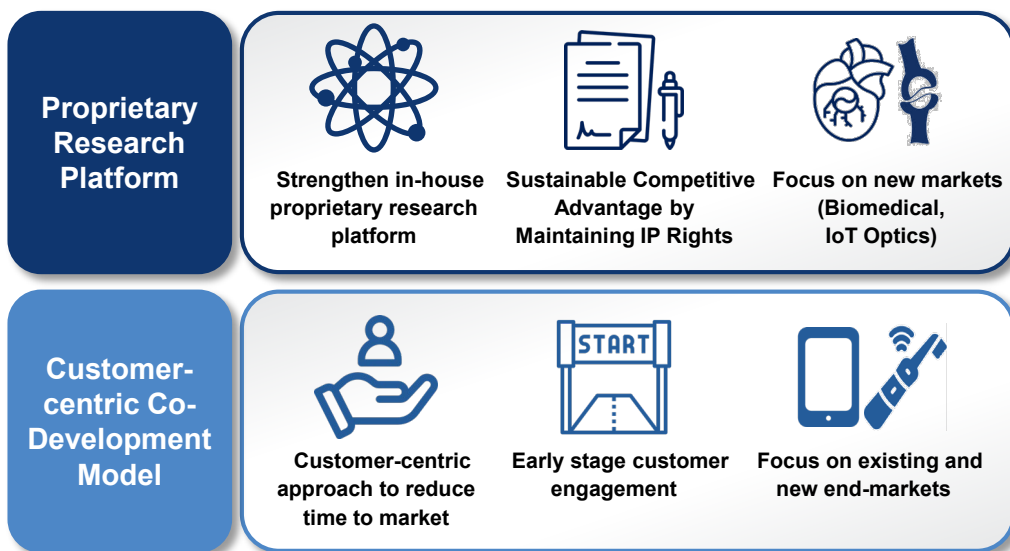 Proprietary
Research
Platform
Strengthen in-house
proprietary research
platform
Sustainable Competitive
Advantage by
Maintaining IP Rights
Focus on new markets
(Biomedical,
IoT Optics)
Customer-
centric Co-
Development
Model
START
Customer-centric
approach to reduce
time to market
Early stage customer
engagement
Focus on existing and
new end-markets